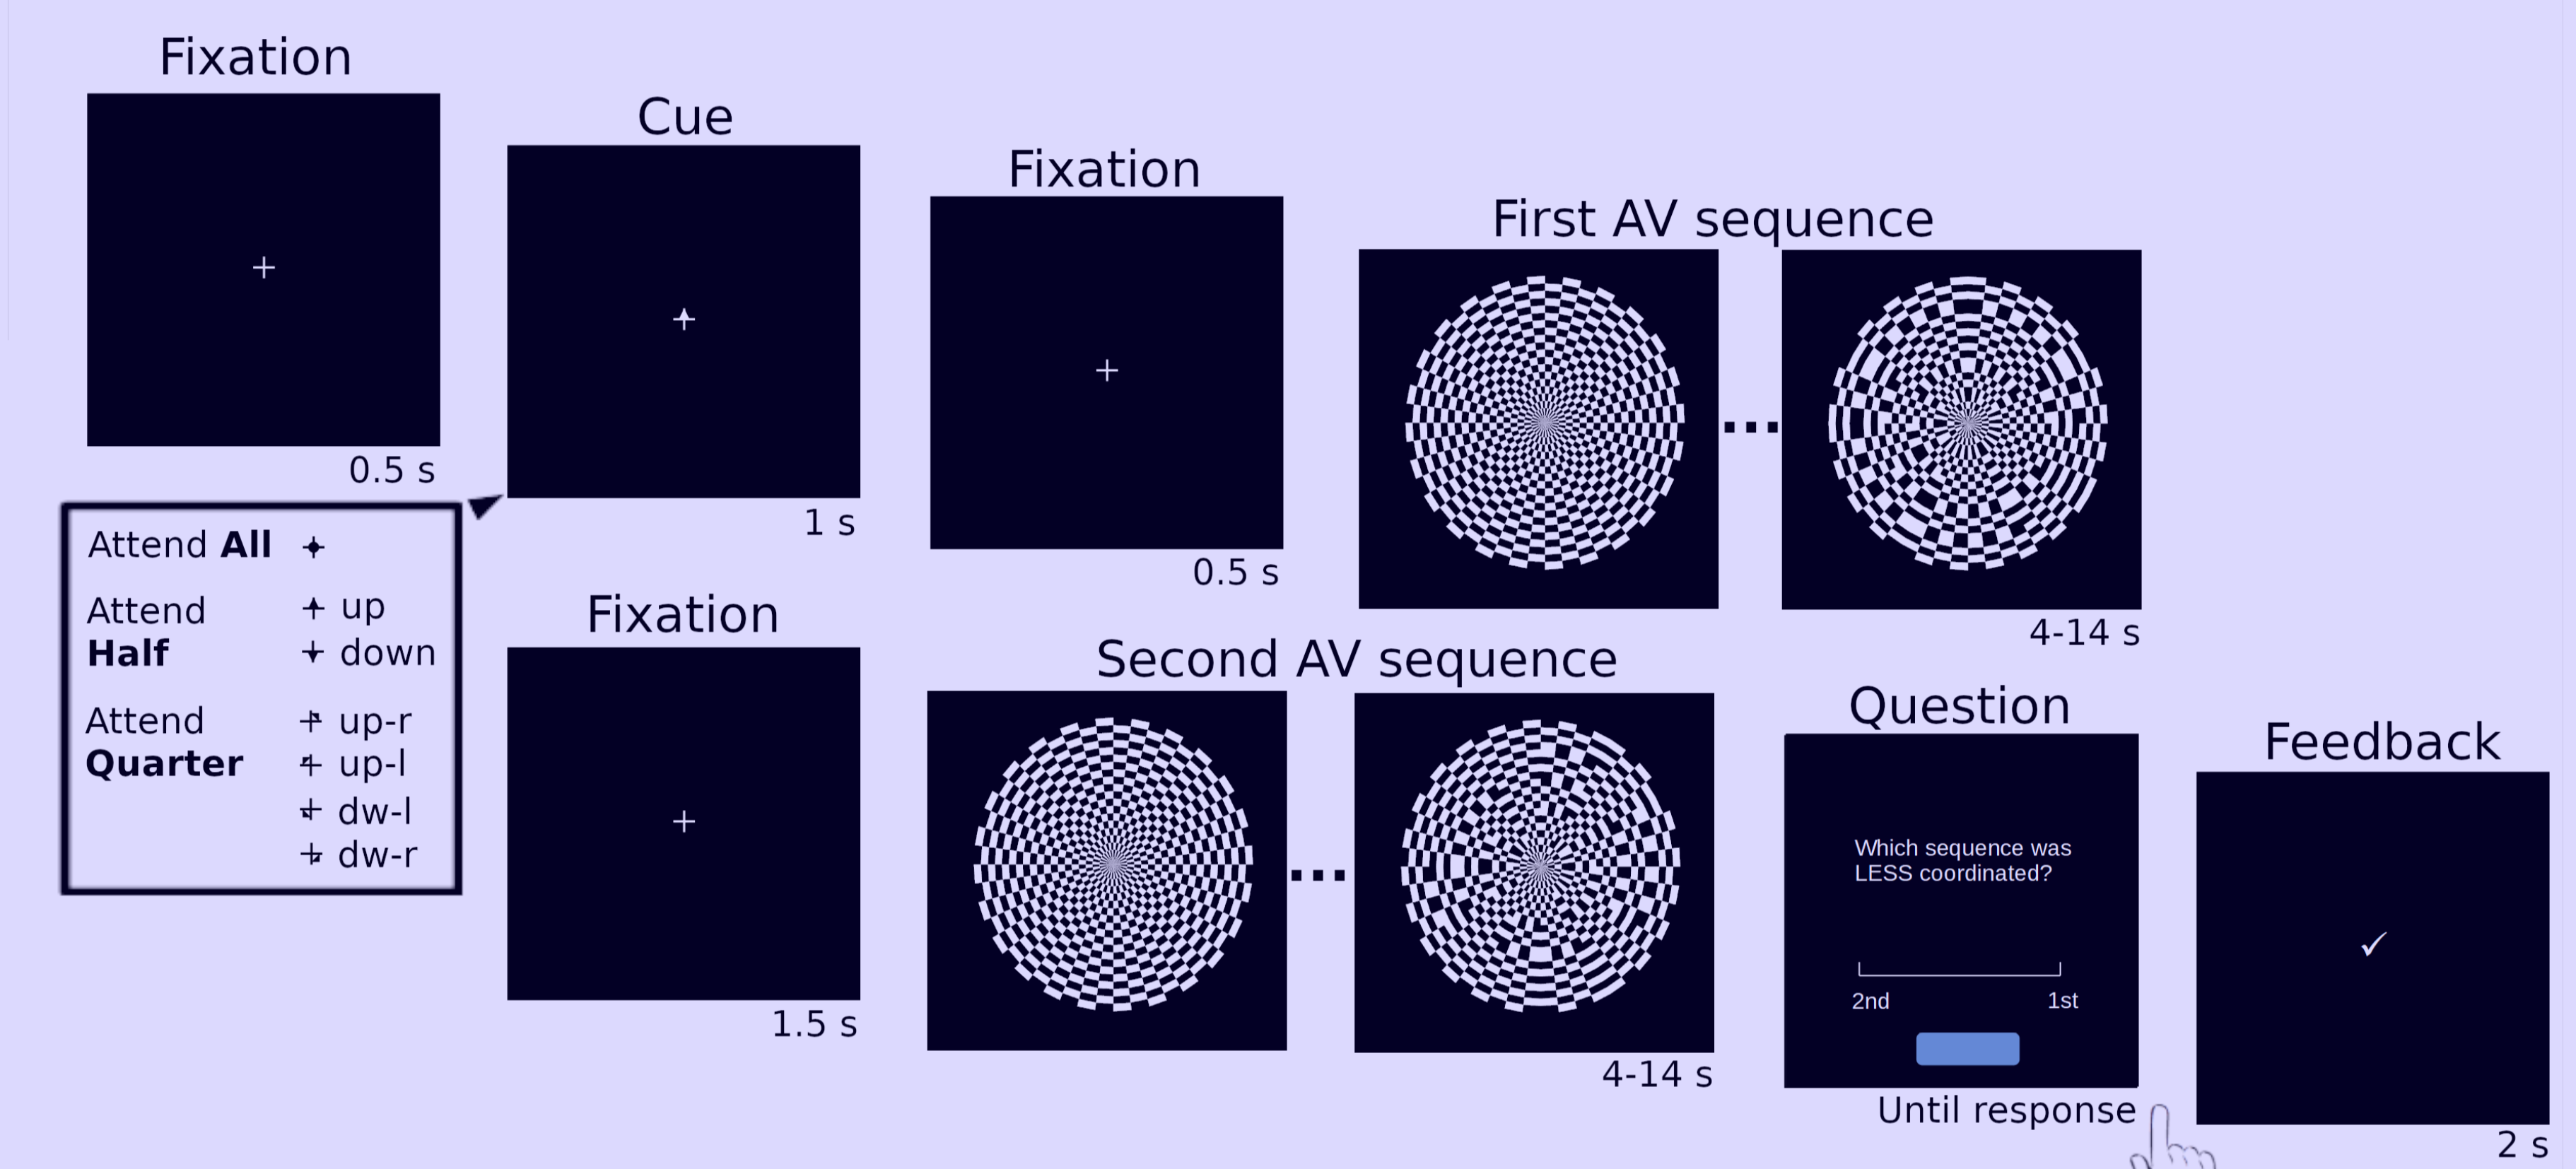 Fixation
0.5 s
Cue
1 s
Fixation
0.5 s
First AV sequence
...
4-14 s
Attend All
Attend
Half
up
down
Attend
Quarter
up-r
up-l
dw-l
dw-r
Fixation
1.5 s
Second AV sequence
...
4-14 s
Question
Which sequence was
LESS coordinated?
2nd 1st
Until response
Feedback
✓
2 s